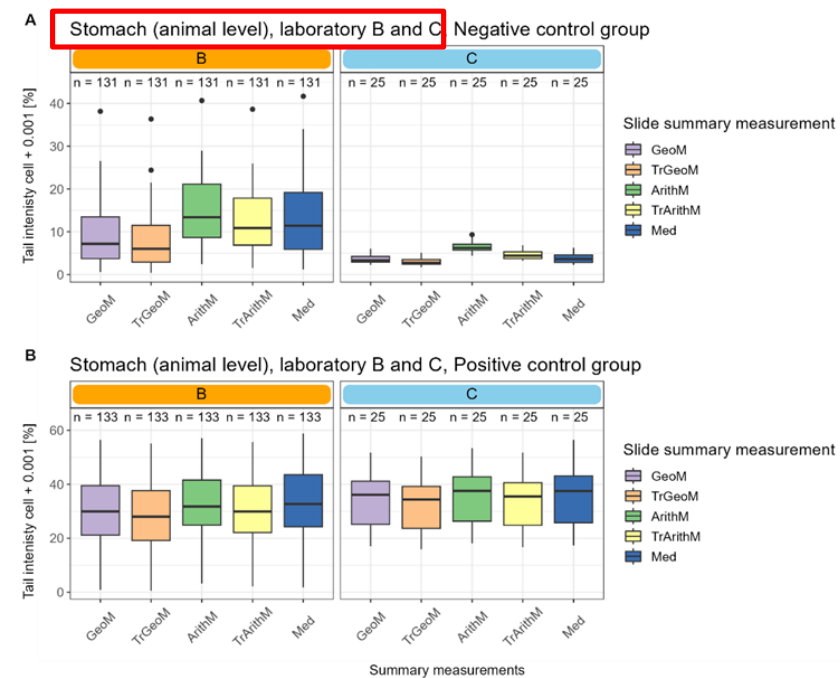 A
Stomach (animal level), laboratory B and C, Negative control group
B
C
n = 131 n = 131 n = 131 n = 131 n = 131
n = 25 n = 25 n = 25 n = 25 n = 25
Tail intenisty cell + 0.001 [%]
40
30
20
10
0
GeoM TrGeoM ArithM TrArithM Med
GeoM TrGeoM ArithM TrArithM Med
Slide summary measurement
GeoM
TrGeoM
ArithM
TrArithM
Med
B
Stomach (animal level), laboratory B and C, Positive control group
B
C
n = 133 n = 133 n = 133 n = 133 n = 133
n = 25 n = 25 n = 25 n = 25 n = 25
Tail intenisty cell + 0.001 [%]
60
40
20
0
GeoM TrGeoM ArithM TrArithM Med
GeoM TrGeoM ArithM TrArithM Med
Slide summary measurement
GeoM
TrGeoM
ArithM
TrArithM
Med
Summary measurements